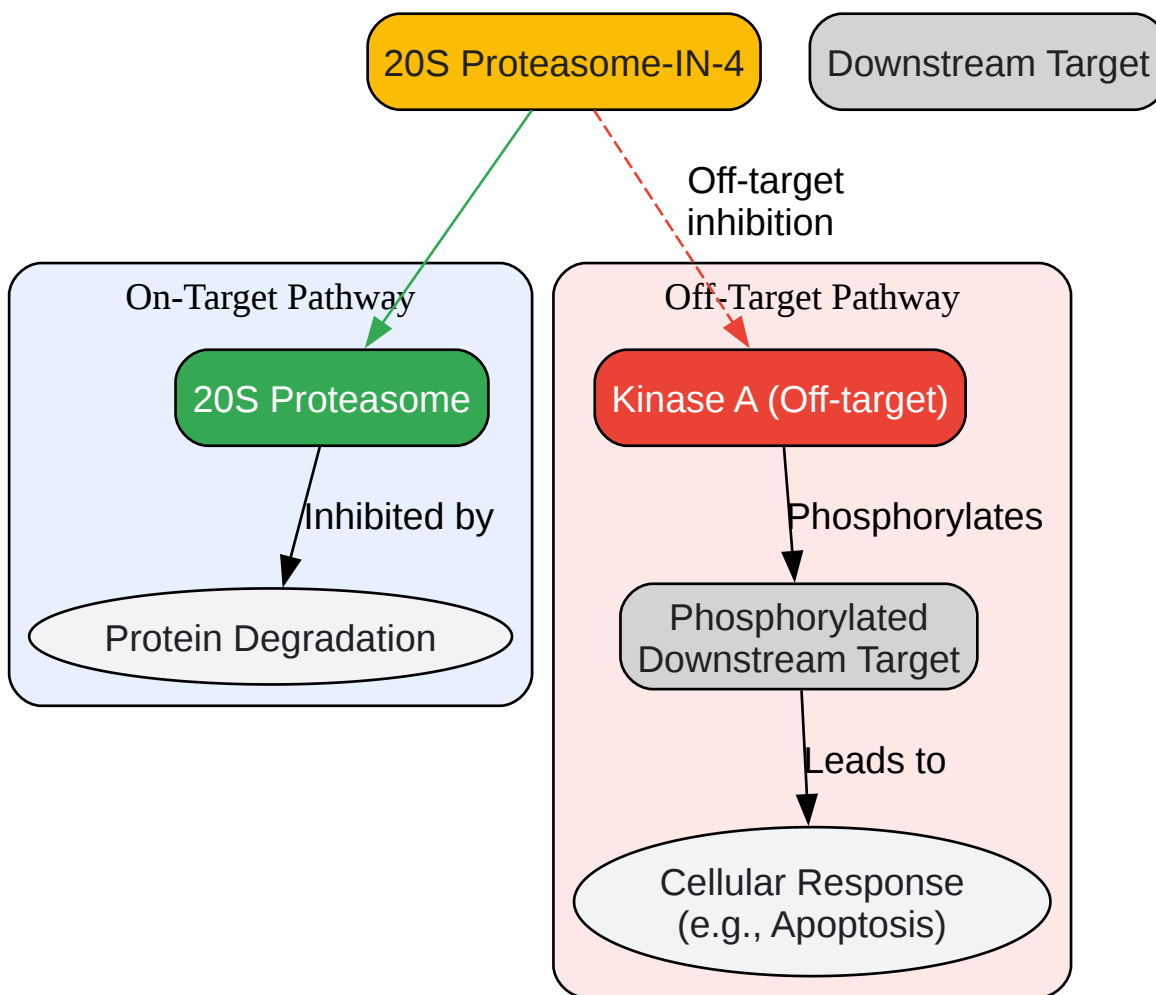 20S Proteasome-IN-4
Downstream Target
Off-target
inhibition
On-Target Pathway
Off-Target Pathway
20S Proteasome
Kinase A (Off-target)
Inhibited by
Phosphorylates
Protein Degradation
Phosphorylated
Downstream Target
Leads to
Cellular Response
(e.g., Apoptosis)